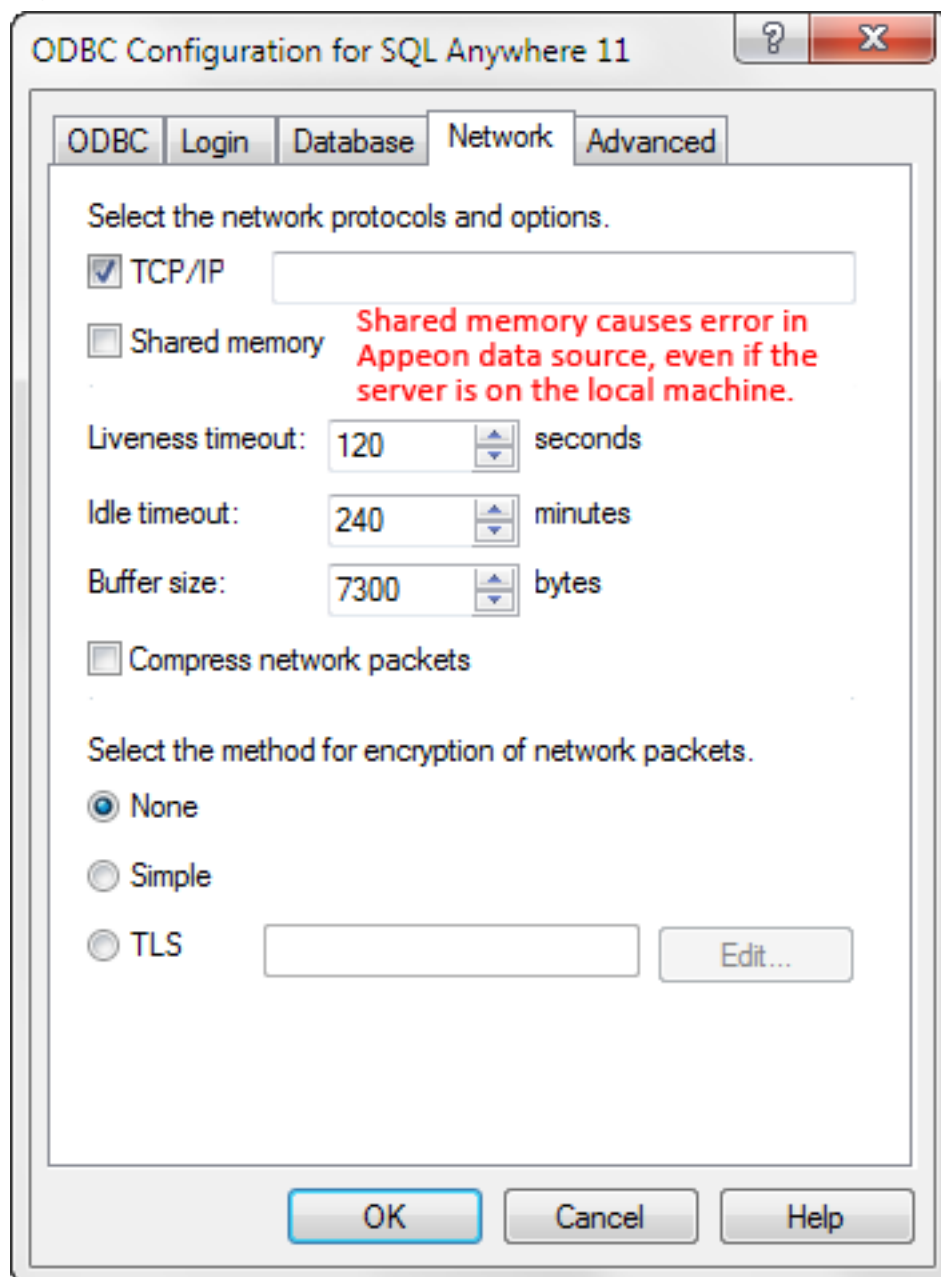 ODBC Configuration for SQL Anywhere 11
ODBC Login Database Network Advanced
Select the network protocols and options.
TCP/IP
Shared memory
Shared memory causes error in
Appeon data source, even if the
server is on the local machine.
Liveness timeout: 120 seconds
Idle timeout: 240 minutes
Buffer size: 7300 bytes
Compress network packets
Select the method for encryption of network packets.
None
Simple
TLS Edit...
OK Cancel Help